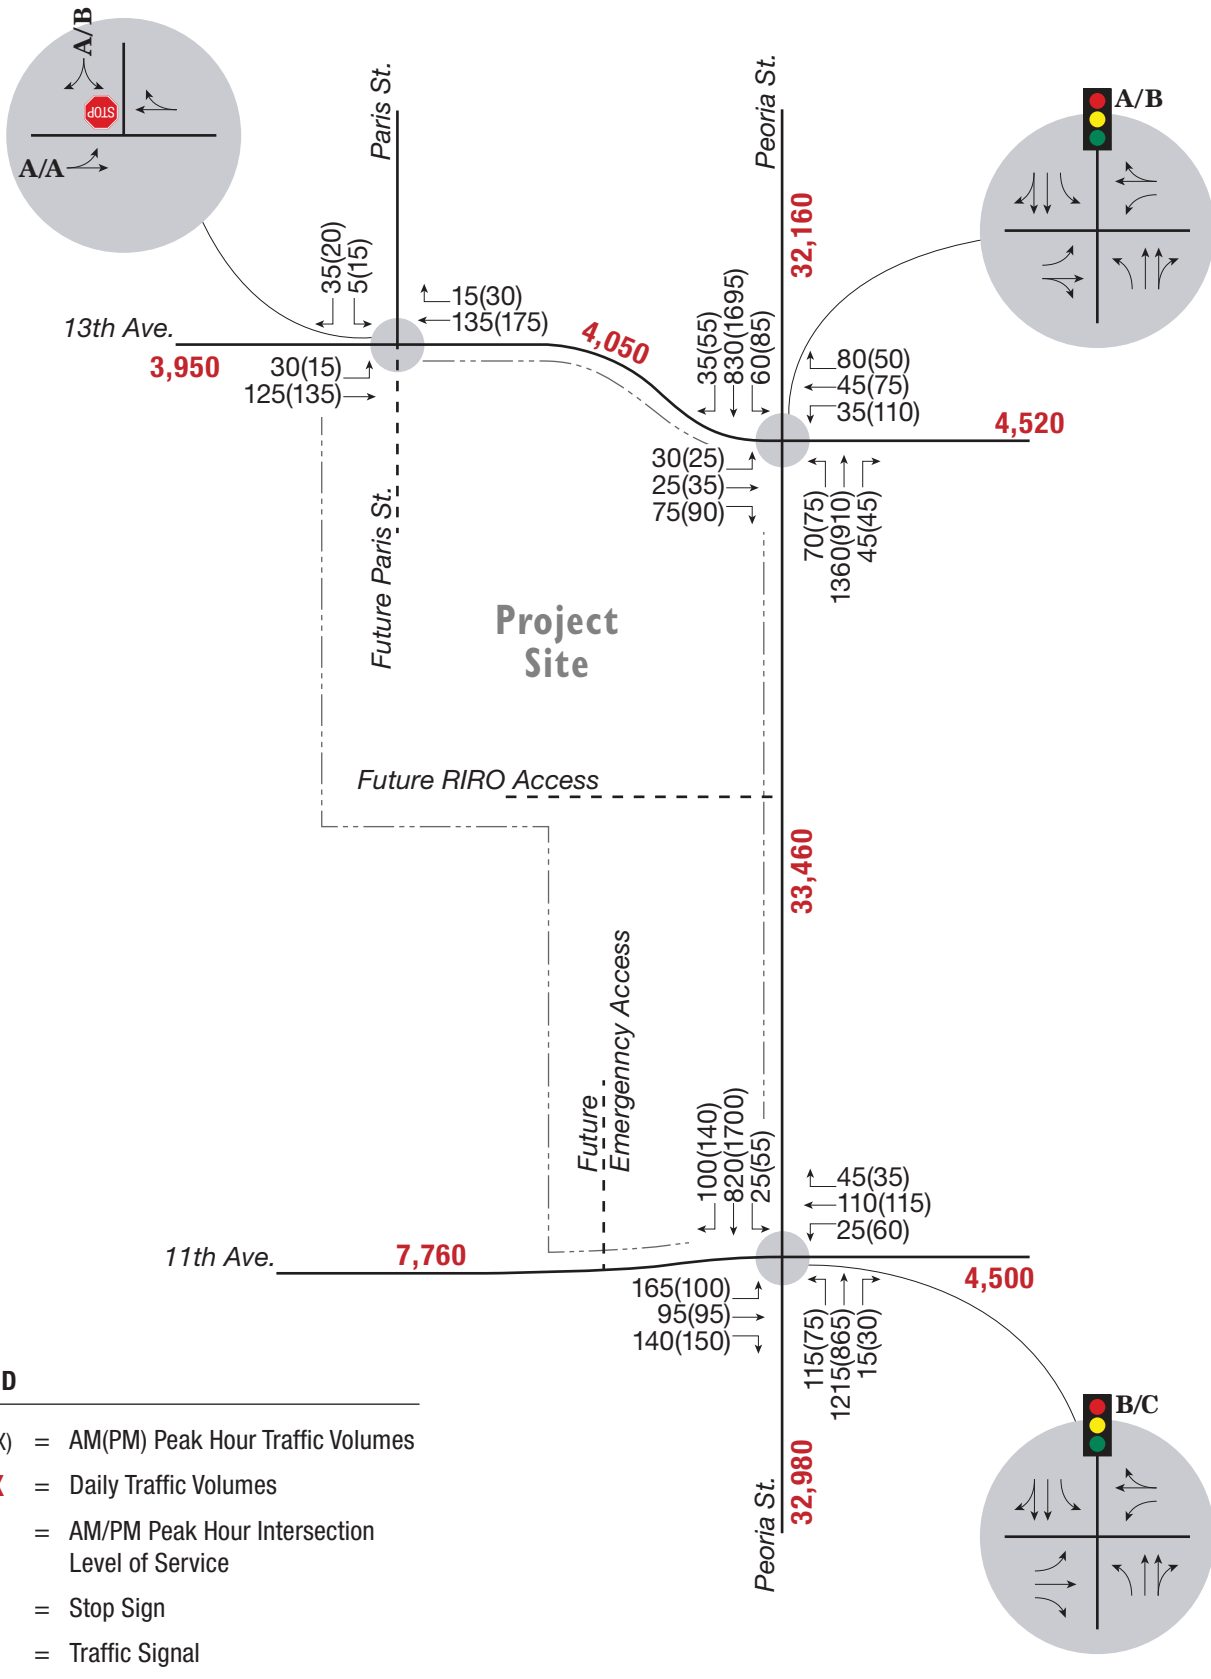 A/B
STOP
A/A
Paris St.
Peoria St.
A/B
32,160
35(20)
5(15)
15(30)
135(175)
13th Ave.
3,950
30(15)
125(135)
4,050
35(55)
830(1695)
60(85)
80(50)
45(75)
35(110)
4,520
30(25)
25(35)
75(90)
70(75)
1360(910)
45(45)
Future Paris St.
Project
Site
Future RIRO Access
33,460
Future
Emergenncy Access
100(140)
820(1700)
25(55)
45(35)
110(115)
25(60)
11th Ave.
7,760
4,500
165(100)
95(95)
140(150)
115(75)
1215(865)
15(30)
Peoria St.
32,980
B/C
D
X) = AM(PM) Peak Hour Traffic Volumes
X = Daily Traffic Volumes
= AM/PM Peak Hour Intersection
Level of Service
= Stop Sign
= Traffic Signal